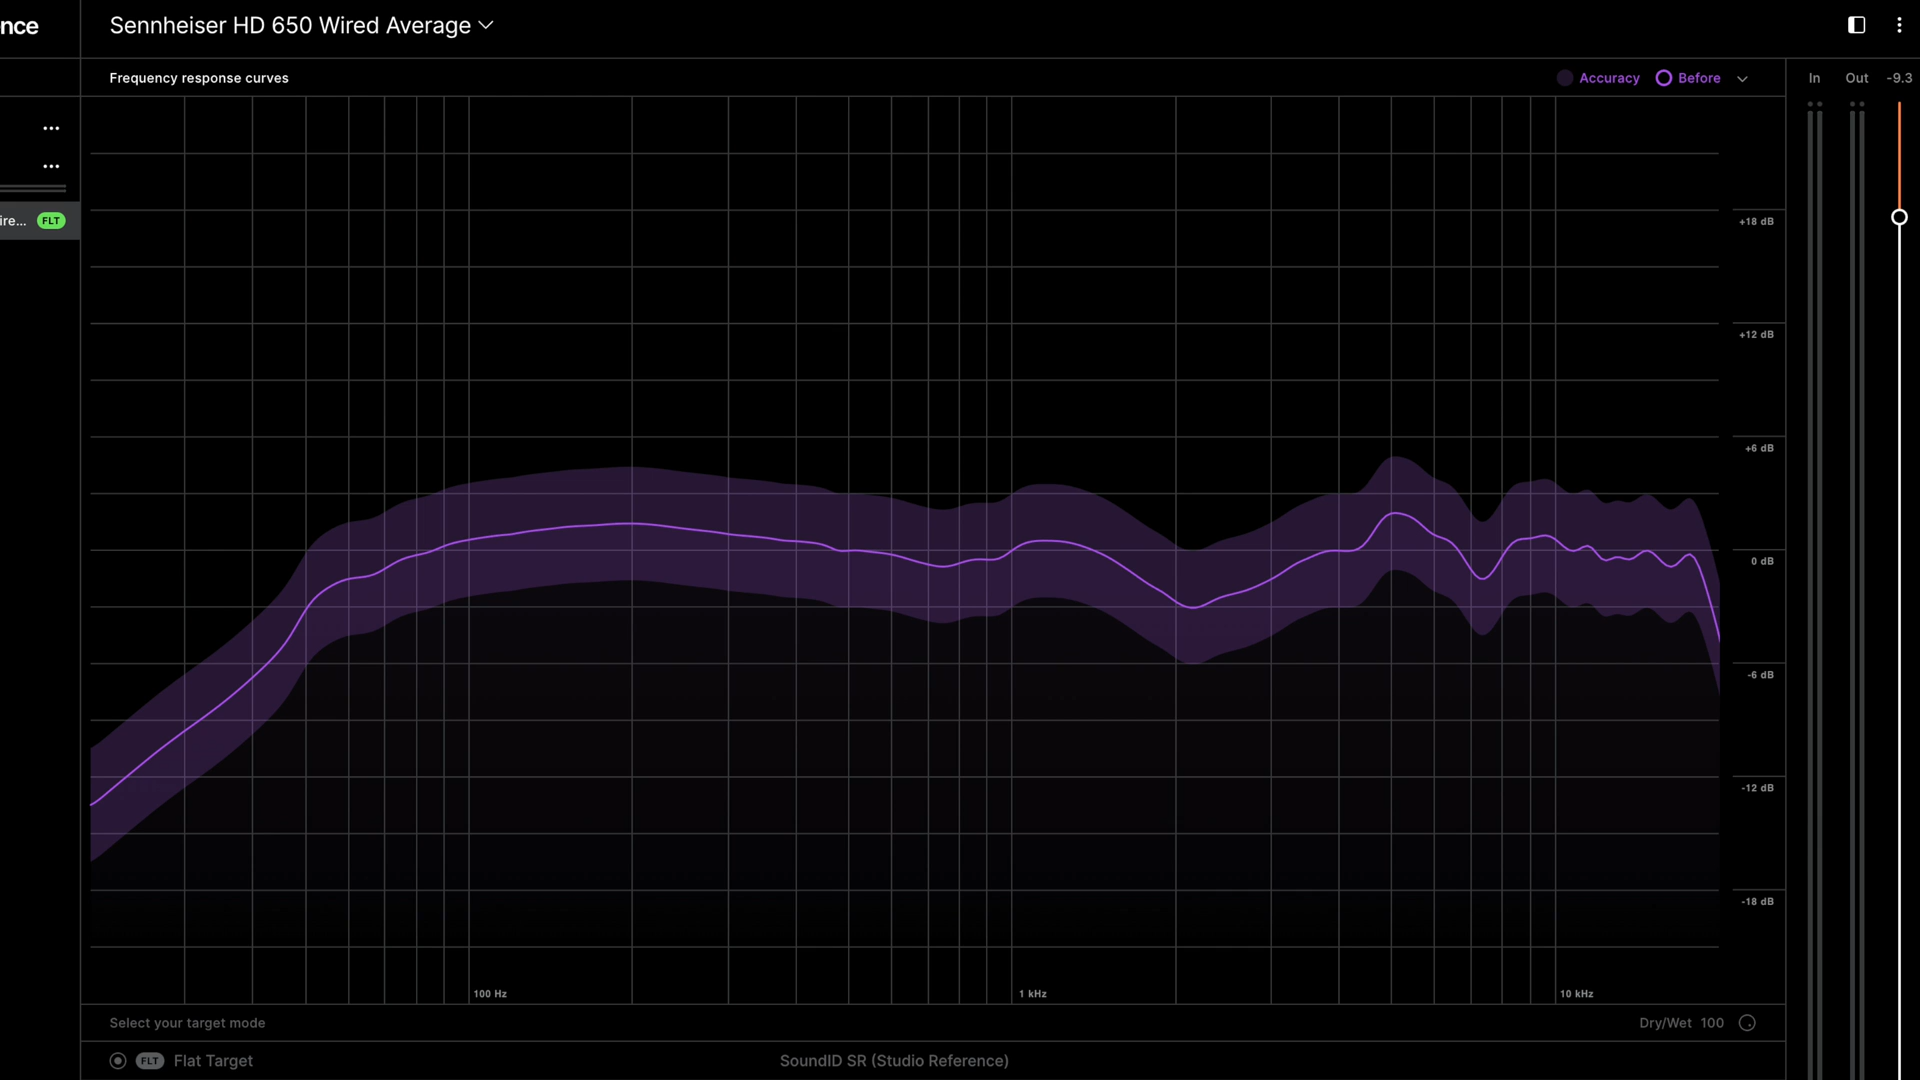 nce
Sennheiser HD 650 Wired Average
Frequency response curves
Accuracy Before
In Out -9.3
ire... FLT
+18 dB
+12 dB
+6 dB
0 dB
-6 dB
-12 dB
-18 dB
100 Hz 1 kHz 10 kHz
Select your target mode
Dry/Wet 100
FLT Flat Target
SoundID SR (Studio Reference)